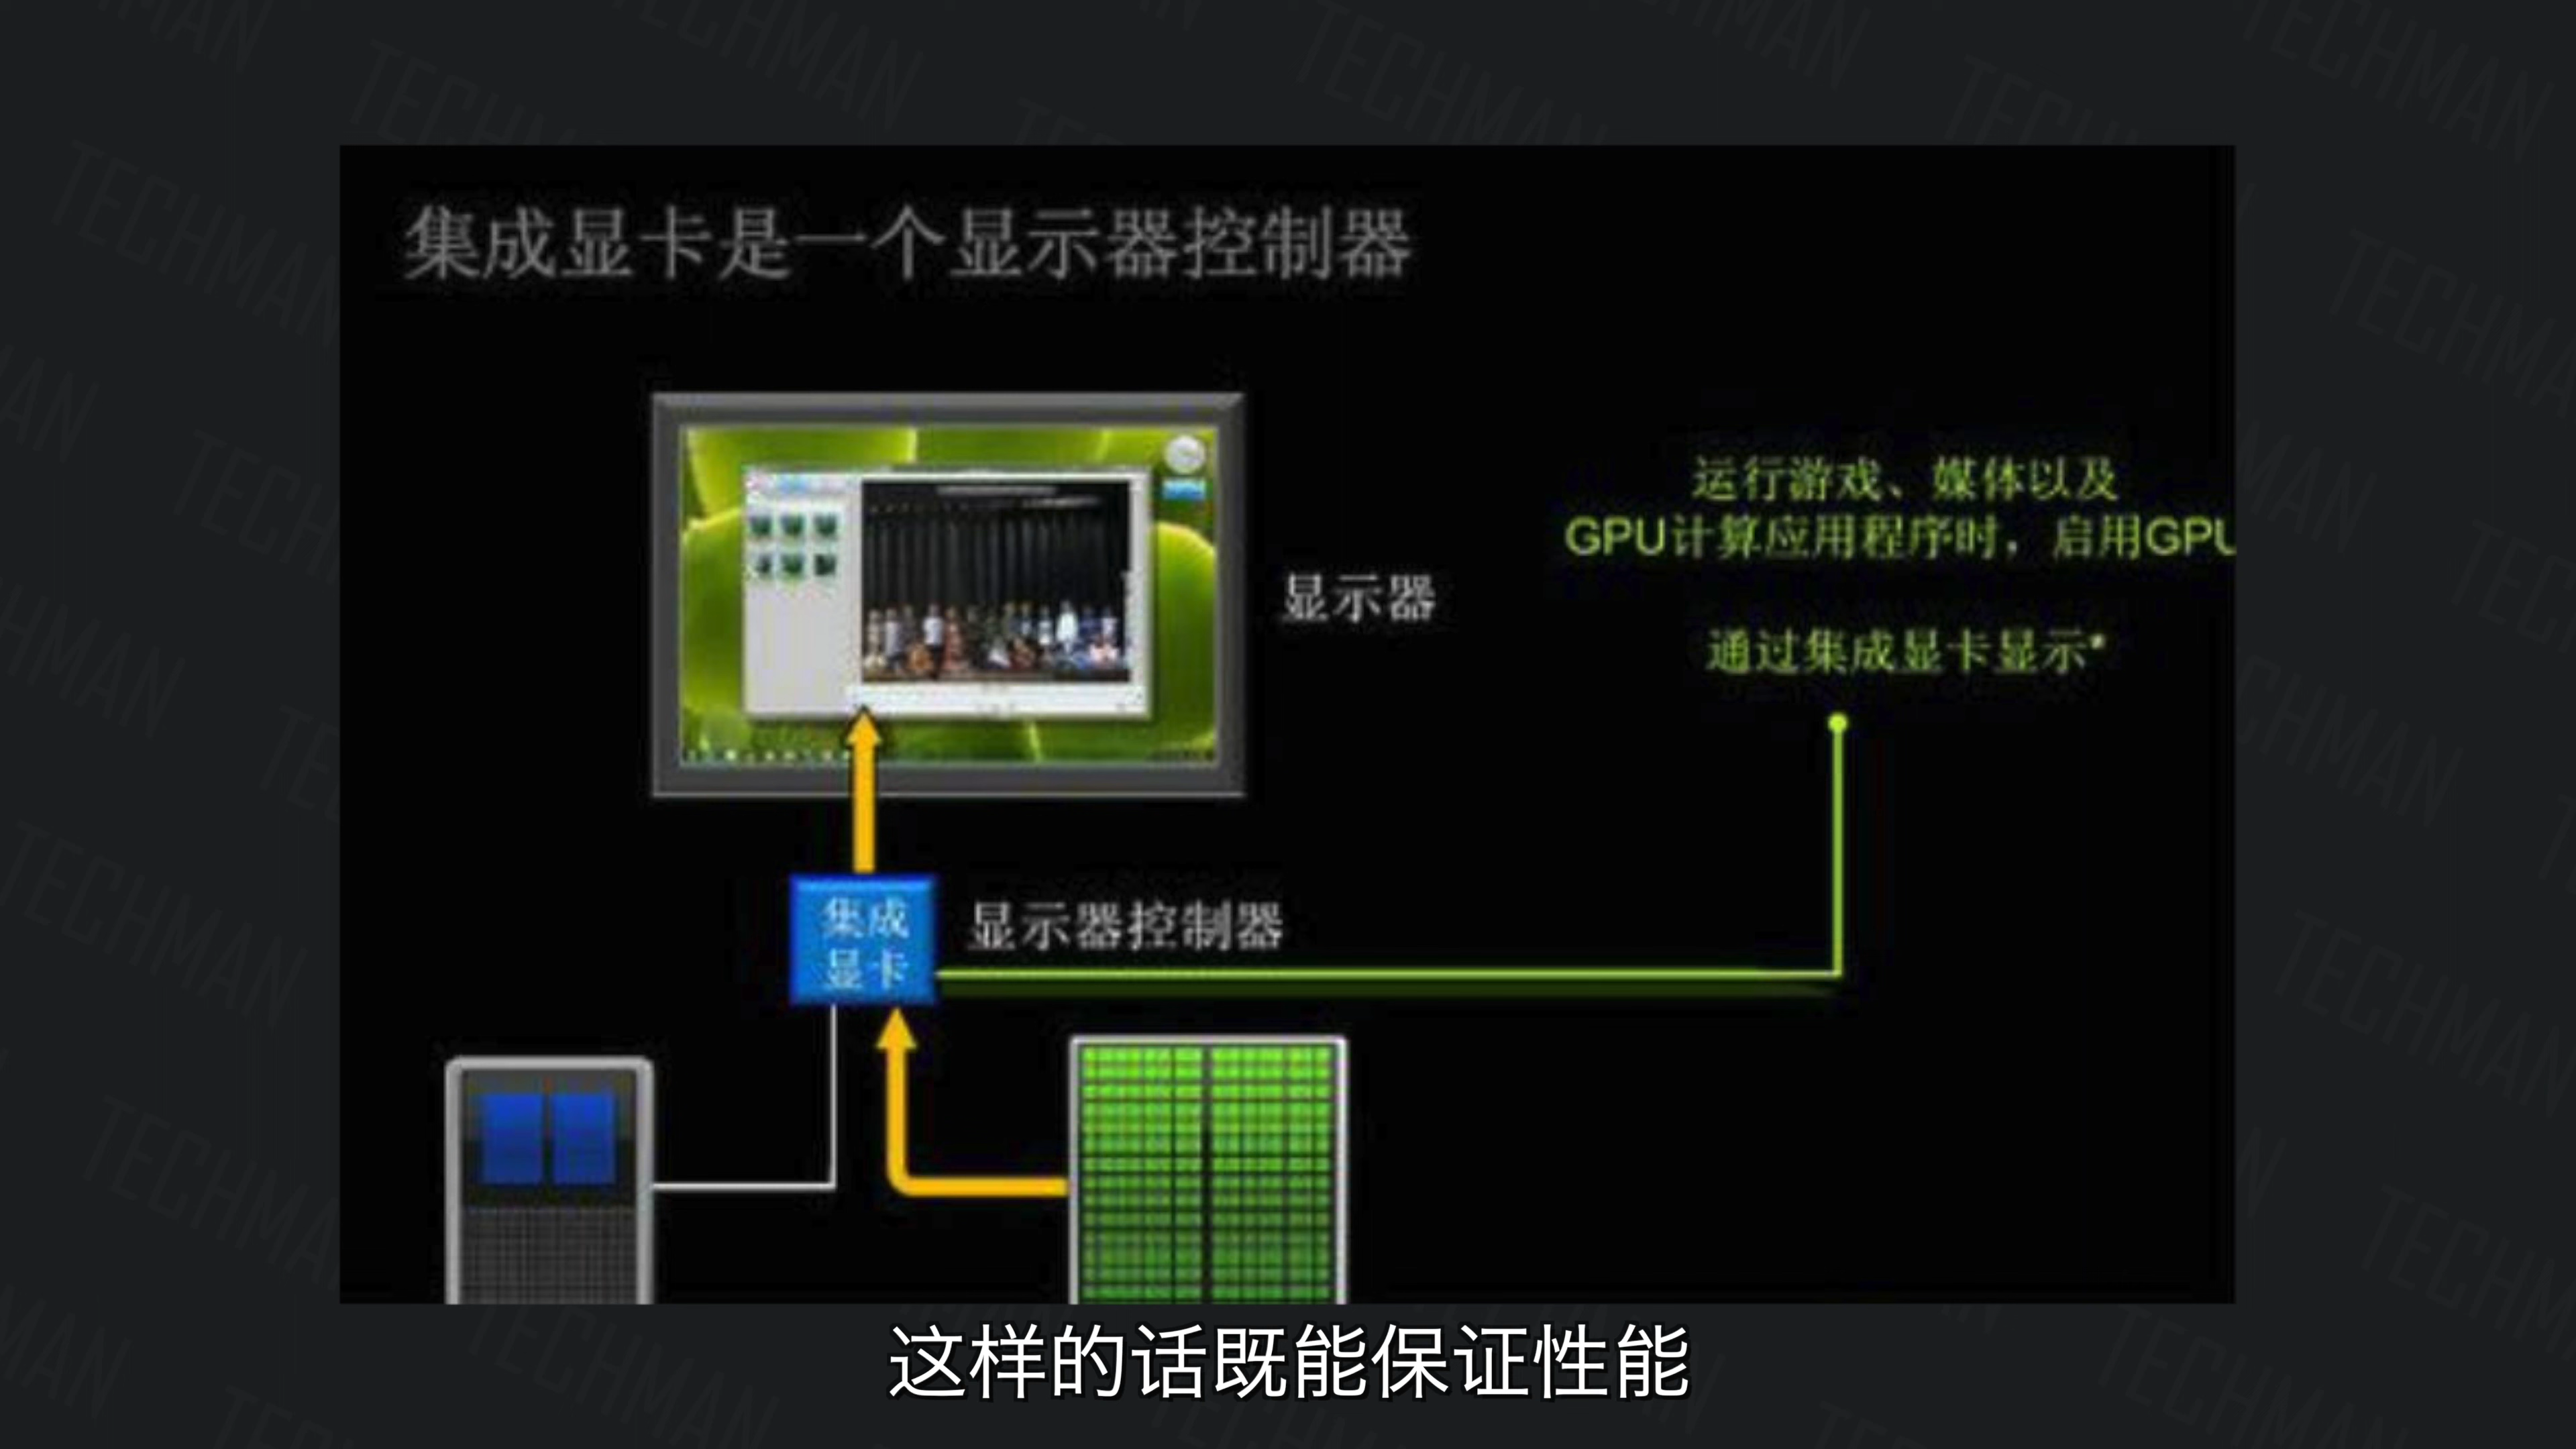 集成显卡是一个显示器控制器
运行游戏、媒体以及
GPU计算应用程序时，启用GPU
显示器
通过集成显卡显示*
集成
显卡
显示器控制器
这样的话既能保证性能
TECHMAN